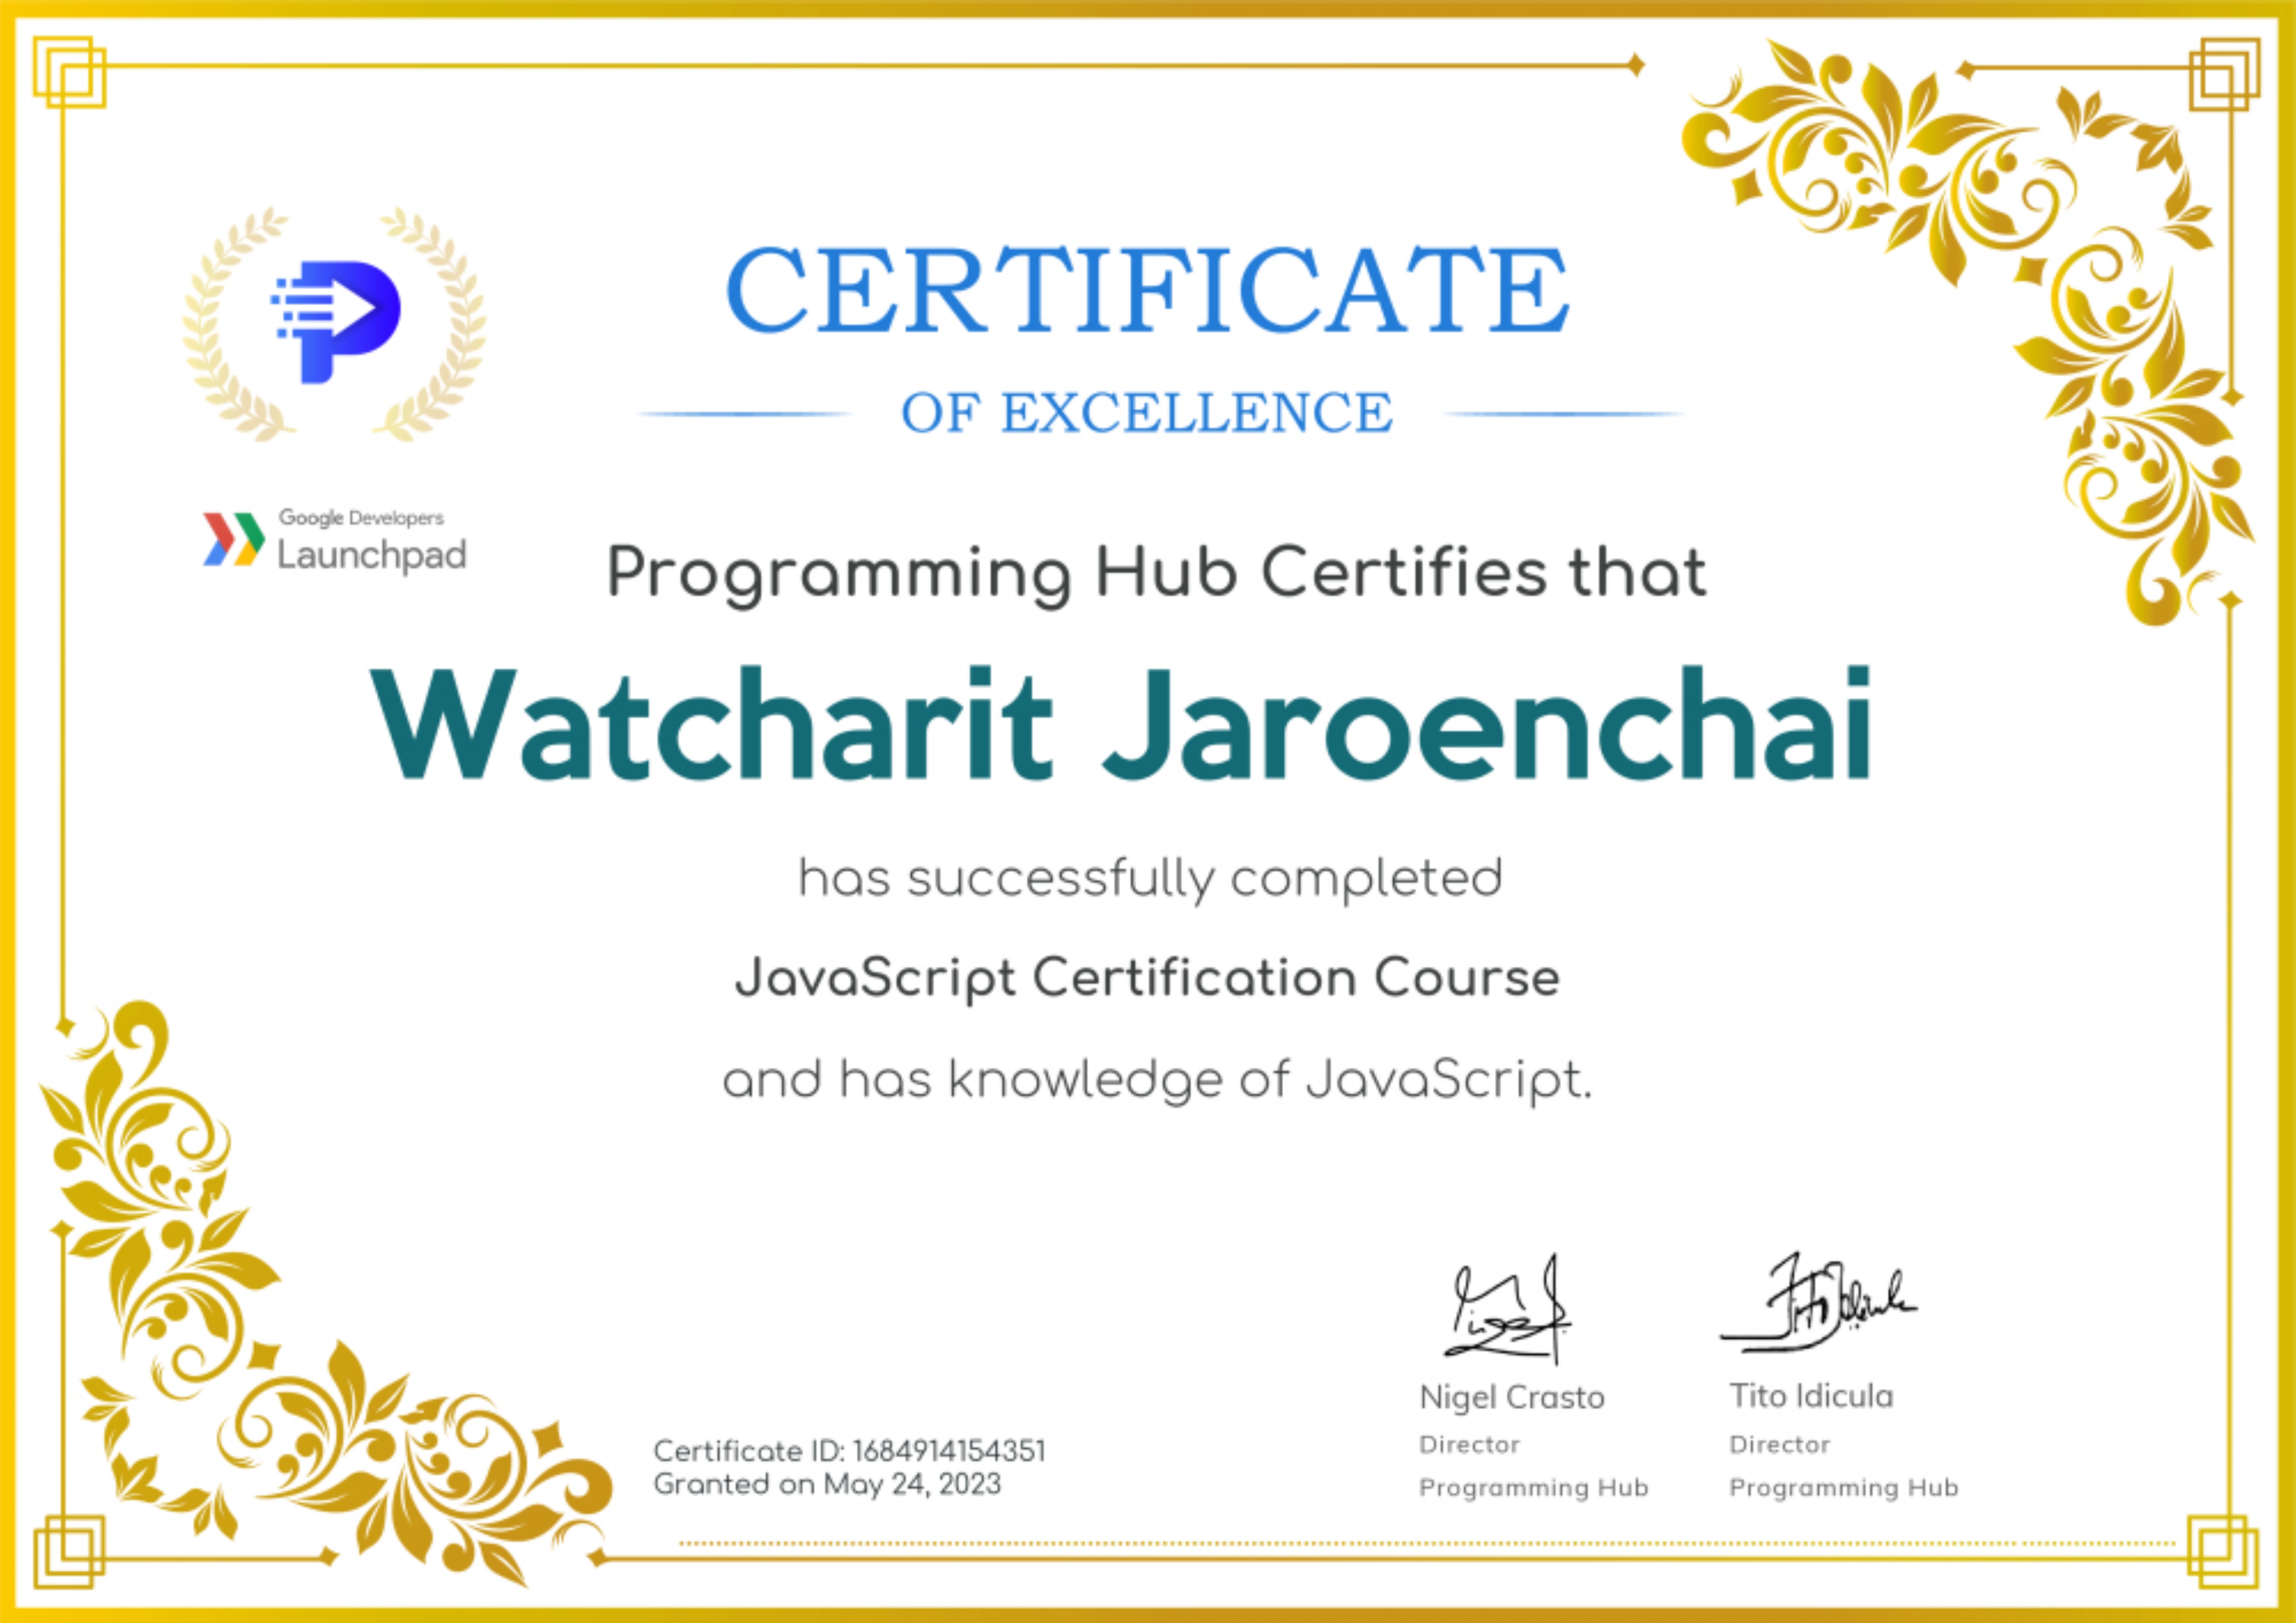 CERTIFICATE
OF EXCELLENCE
Google Developers
Launchpad
Programming Hub Certifies that
Watcharit Jaroenchai
has successfully completed
JavaScript Certification Course
and has knowledge of JavaScript.
Nigel Crasto
Director
Programming Hub
Tito Idicula
Director
Programming Hub
Certificate ID: 1684914154351
Granted on May 24, 2023